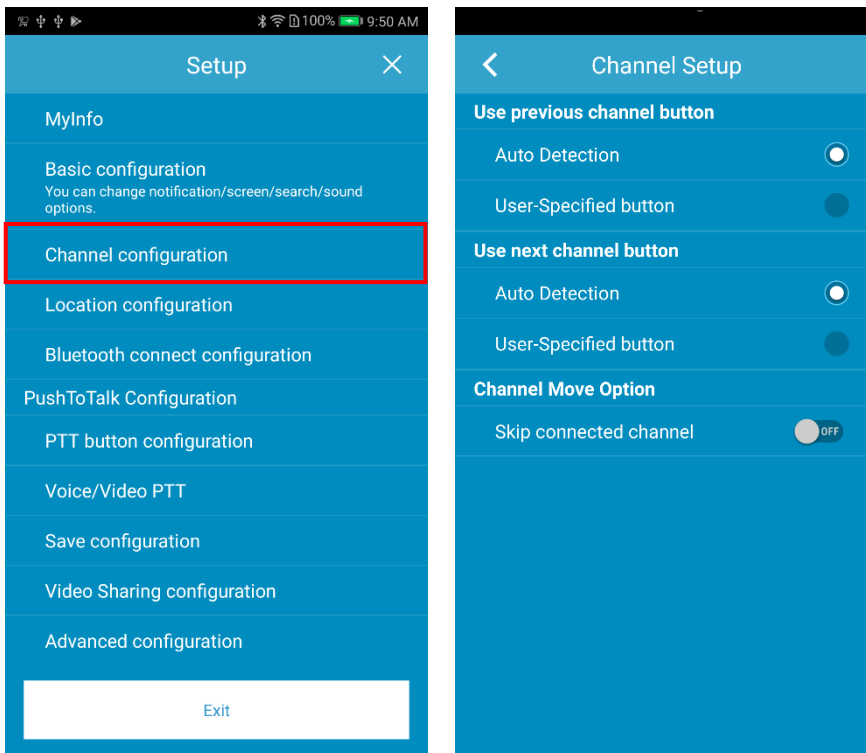 100% 9:50 AM
Setup
MyInfo
Basic configuration
You can change notification/screen/search/sound
options.
Channel configuration
Location configuration
Bluetooth connect configuration
PushToTalk Configuration
PTT button configuration
Voice/Video PTT
Save configuration
Video Sharing configuration
Advanced configuration
Exit
Channel Setup
Use previous channel button
Auto Detection
User-Specified button
Use next channel button
Auto Detection
User-Specified button
Channel Move Option
Skip connected channel
OFF